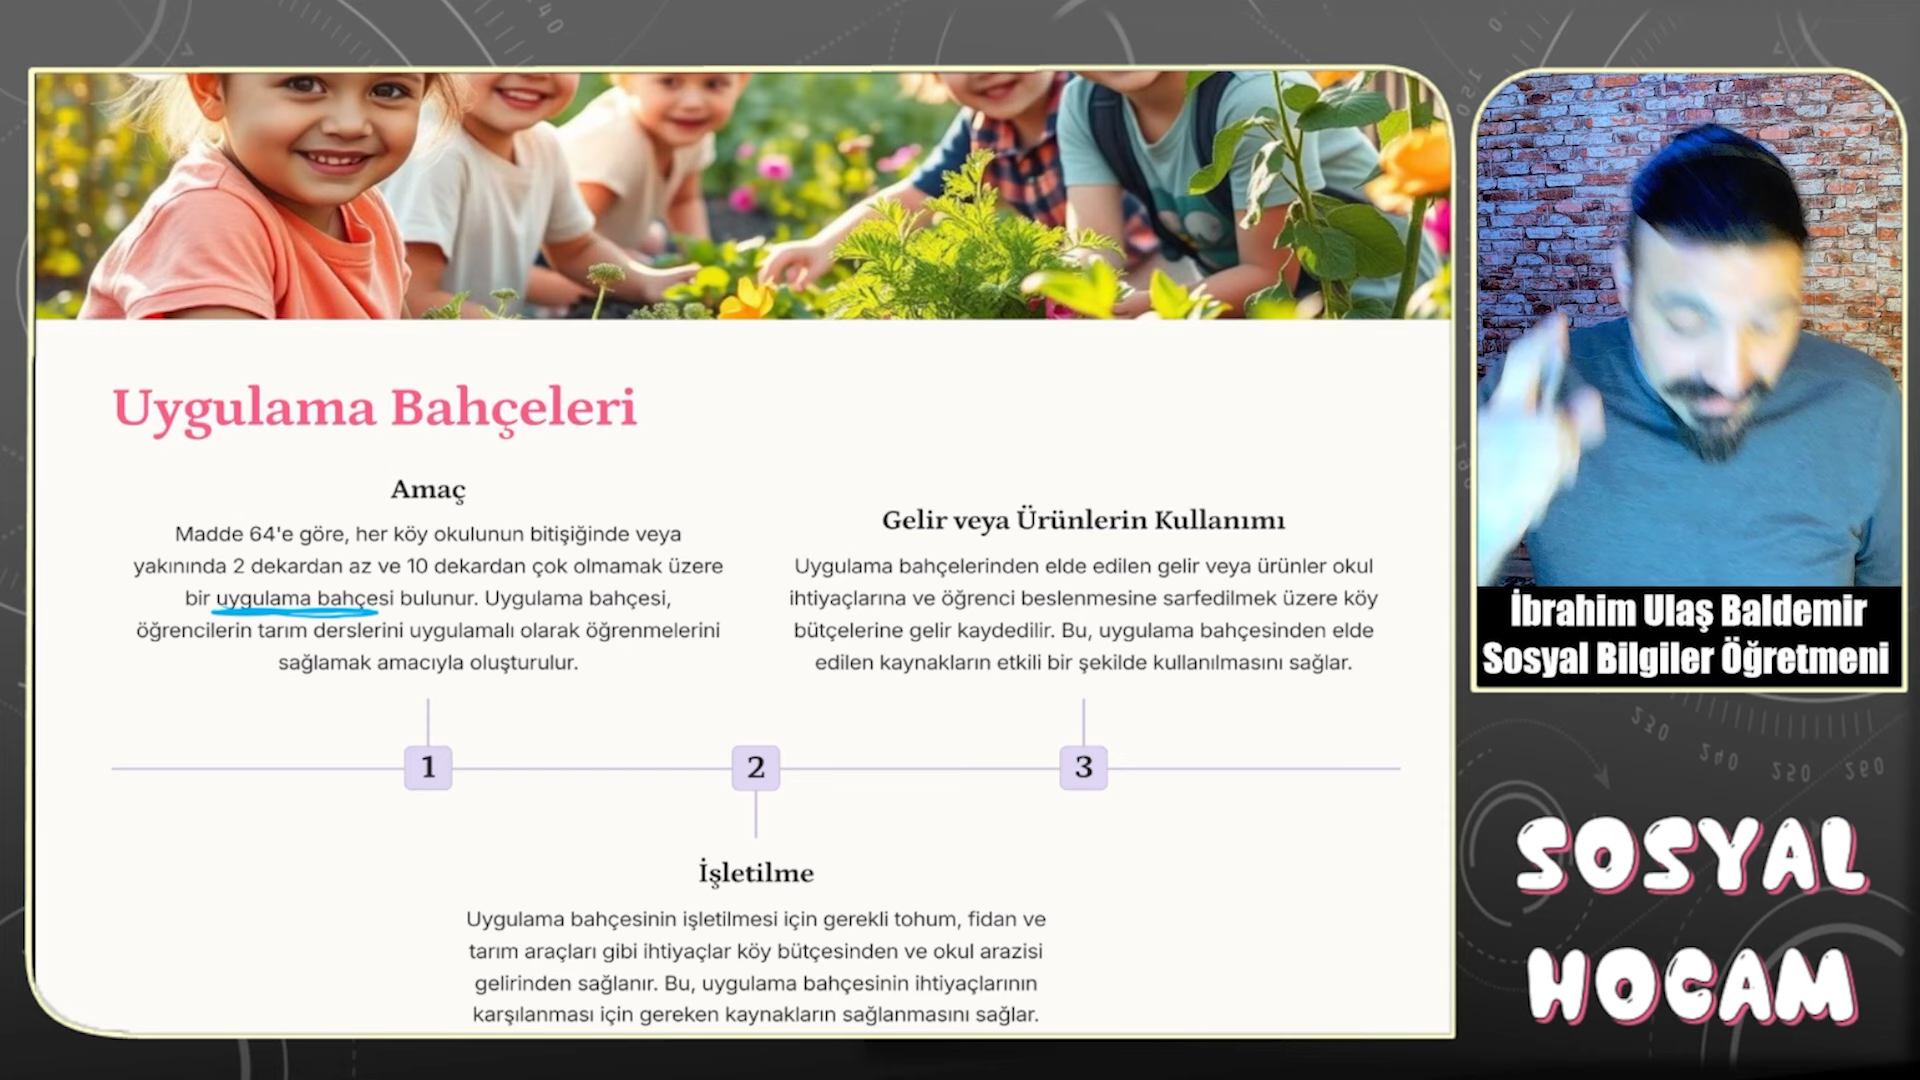 Uygulama Bahçeleri
Amaç
Madde 64'e göre, her köy okulunun bitişiğinde veya
yakınında 2 dekardan az ve 10 dekardan çok olmamak üzere
bir uygulama bahçesi bulunur. Uygulama bahçesi,
öğrencilerin tarım derslerini uygulamalı olarak öğrenmelerini
sağlamak amacıyla oluşturulur.
Gelir veya Ürünlerin Kullanımı
Uygulama bahçelerinden elde edilen gelir veya ürünler okul
ihtiyaçlarına ve öğrenci beslenmesine sarfedilmek üzere köy
bütçelerine gelir kaydedilir. Bu, uygulama bahçesinden elde
edilen kaynakların etkili bir şekilde kullanılmasını sağlar.
1
2
3
İşletilme
Uygulama bahçesinin işletilmesi için gerekli tohum, fidan ve
tarım araçları gibi ihtiyaçlar köy bütçesinden ve okul arazisi
gelirinden sağlanır. Bu, uygulama bahçesinin ihtiyaçlarının
karşılanması için gereken kaynakların sağlanmasını sağlar.
İbrahim Ulaş Baldemir
Sosyal Bilgiler Öğretmeni
230 240 250 260
SOSYAL
HOCAM